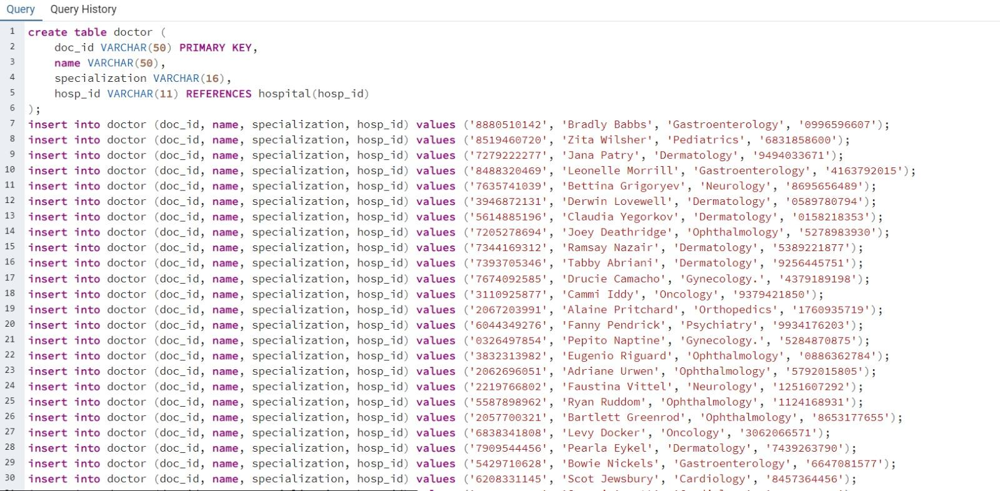 Query Query History
1 create table doctor (
2 doc_id VARCHAR(50) PRIMARY KEY,
3 name VARCHAR(50),
4 specialization VARCHAR(16),
5 hosp_id VARCHAR(11) REFERENCES hospital(hosp_id)
6 );
7 insert into doctor (doc_id, name, specialization, hosp_id) values ('8880510142', 'Bradly Babbs', 'Gastroenterology', '0996596607');
8 insert into doctor (doc_id, name, specialization, hosp_id) values ('8519460720', 'Zita Wilsher', 'Pediatrics', '6831858600');
9 insert into doctor (doc_id, name, specialization, hosp_id) values ('7279222277', 'Jana Patry', 'Dermatology', '9494033671');
10 insert into doctor (doc_id, name, specialization, hosp_id) values ('8488320469', 'Leonelle Morrill', 'Gastroenterology', '4163792015');
11 insert into doctor (doc_id, name, specialization, hosp_id) values ('7635741039', 'Bettina Grigoryev', 'Neurology', '8695656489');
12 insert into doctor (doc_id, name, specialization, hosp_id) values ('3946872131', 'Derwin Lovewell', 'Dermatology', '0589780794');
13 insert into doctor (doc_id, name, specialization, hosp_id) values ('5614885196', 'Claudia Yegorkov', 'Dermatology', '0158218353');
14 insert into doctor (doc_id, name, specialization, hosp_id) values ('7205278694', 'Joey Deathridge', 'Ophthalmology', '5278983930');
15 insert into doctor (doc_id, name, specialization, hosp_id) values ('7344169312', 'Ramsay Nazair', 'Dermatology', '5389221877');
16 insert into doctor (doc_id, name, specialization, hosp_id) values ('7393705346', 'Tabby Abriani', 'Dermatology', '9256445751');
17 insert into doctor (doc_id, name, specialization, hosp_id) values ('7674092585', 'Drucie Camacho', 'Gynecology.', '4379189198');
18 insert into doctor (doc_id, name, specialization, hosp_id) values ('3110925877', 'Cammi Iddy', 'Oncology', '9379421850');
19 insert into doctor (doc_id, name, specialization, hosp_id) values ('2067203991', 'Alaine Pritchard', 'Orthopedics', '1760935719');
20 insert into doctor (doc_id, name, specialization, hosp_id) values ('6044349276', 'Fanny Pendrick', 'Psychiatry', '9934176203');
21 insert into doctor (doc_id, name, specialization, hosp_id) values ('0326497854', 'Pepito Naptine', 'Gynecology.', '5284870875');
22 insert into doctor (doc_id, name, specialization, hosp_id) values ('3832313982', 'Eugenio Riguard', 'Ophthalmology', '0886362784');
23 insert into doctor (doc_id, name, specialization, hosp_id) values ('2062696051', 'Adriane Urwen', 'Ophthalmology', '5792015805');
24 insert into doctor (doc_id, name, specialization, hosp_id) values ('2219766802', 'Faustina Vittel', 'Neurology', '1251607292');
25 insert into doctor (doc_id, name, specialization, hosp_id) values ('5587898962', 'Ryan Ruddom', 'Ophthalmology', '1124168931');
26 insert into doctor (doc_id, name, specialization, hosp_id) values ('2057700321', 'Bartlett Greenrod', 'Ophthalmology', '8653177655');
27 insert into doctor (doc_id, name, specialization, hosp_id) values ('6838341808', 'Levy Docker', 'Oncology', '3062066571');
28 insert into doctor (doc_id, name, specialization, hosp_id) values ('7909544456', 'Pearla Eykel', 'Dermatology', '7439263790');
29 insert into doctor (doc_id, name, specialization, hosp_id) values ('5429710628', 'Bowie Nickels', 'Gastroenterology', '6647081577');
30 insert into doctor (doc_id, name, specialization, hosp_id) values ('6208331145', 'Scot Jewsbury', 'Cardiology', '8457364456');